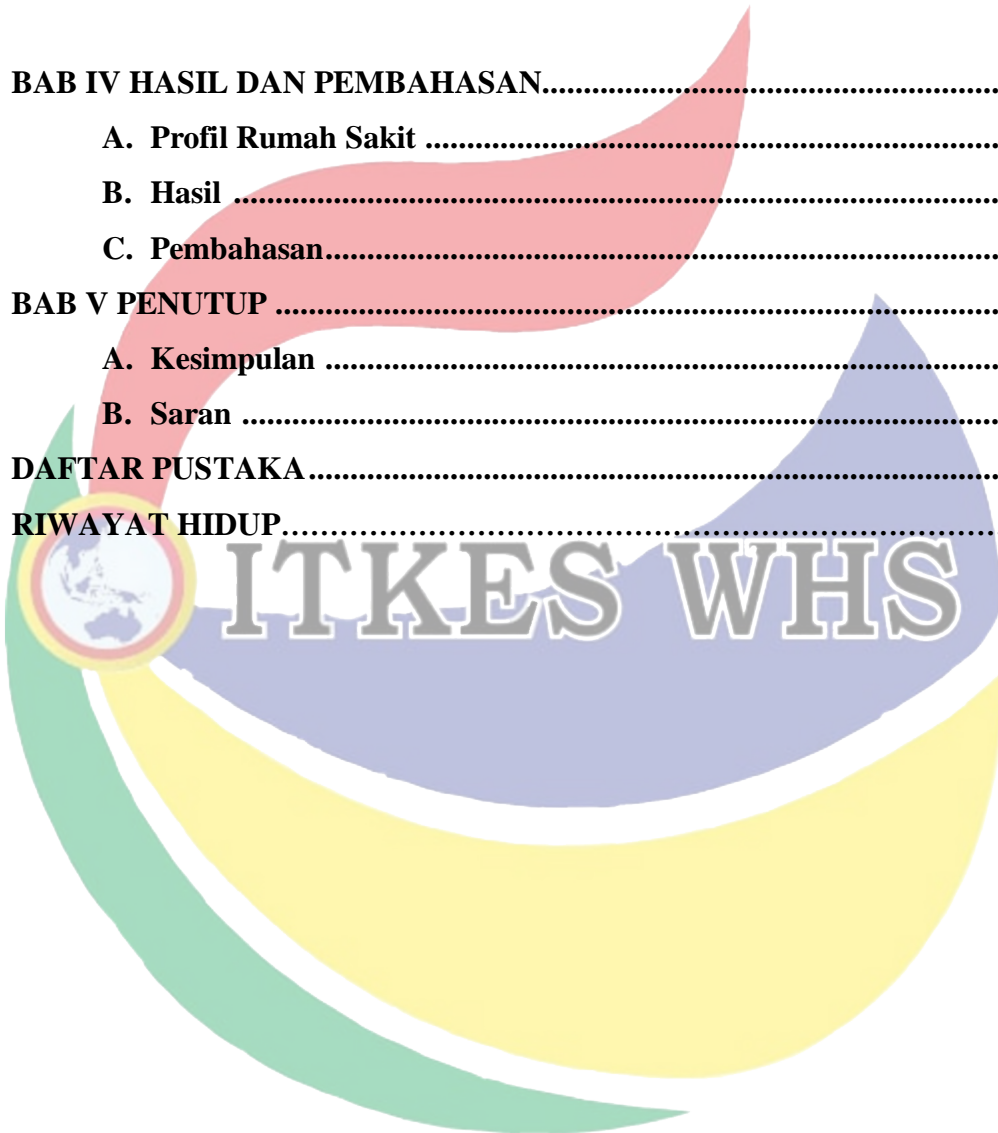 BAB IV HASIL DAN PEMBAHASAN............................................................
A. Profil Rumah Sakit ........................................................................
B. Hasil ...............................................................................................
C. Pembahasan....................................................................................
BAB V PENUTUP .........................................................................................
A. Kesimpulan ...................................................................................
B. Saran .............................................................................................
DAFTAR PUSTAKA.....................................................................................
RIWAYAT HIDUP………………………………………………………
ITKES WHS